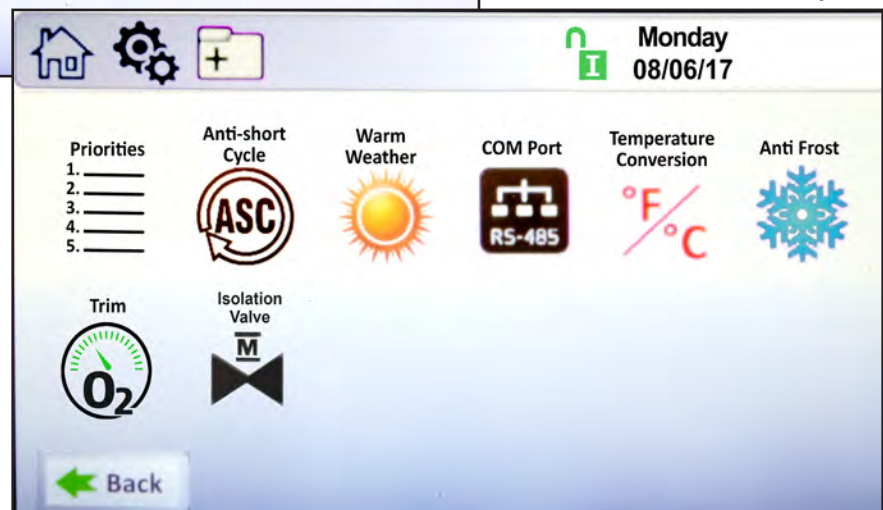 Monday
I 08/06/17
Priorities
1.
2.
3.
4.
5.
Anti-short
Cycle
ASC
Warm
Weather
COM Port
RS-485
Temperature
Conversion
°F/°C
Anti Frost
Trim
O2
Isolation
Valve
M
Back